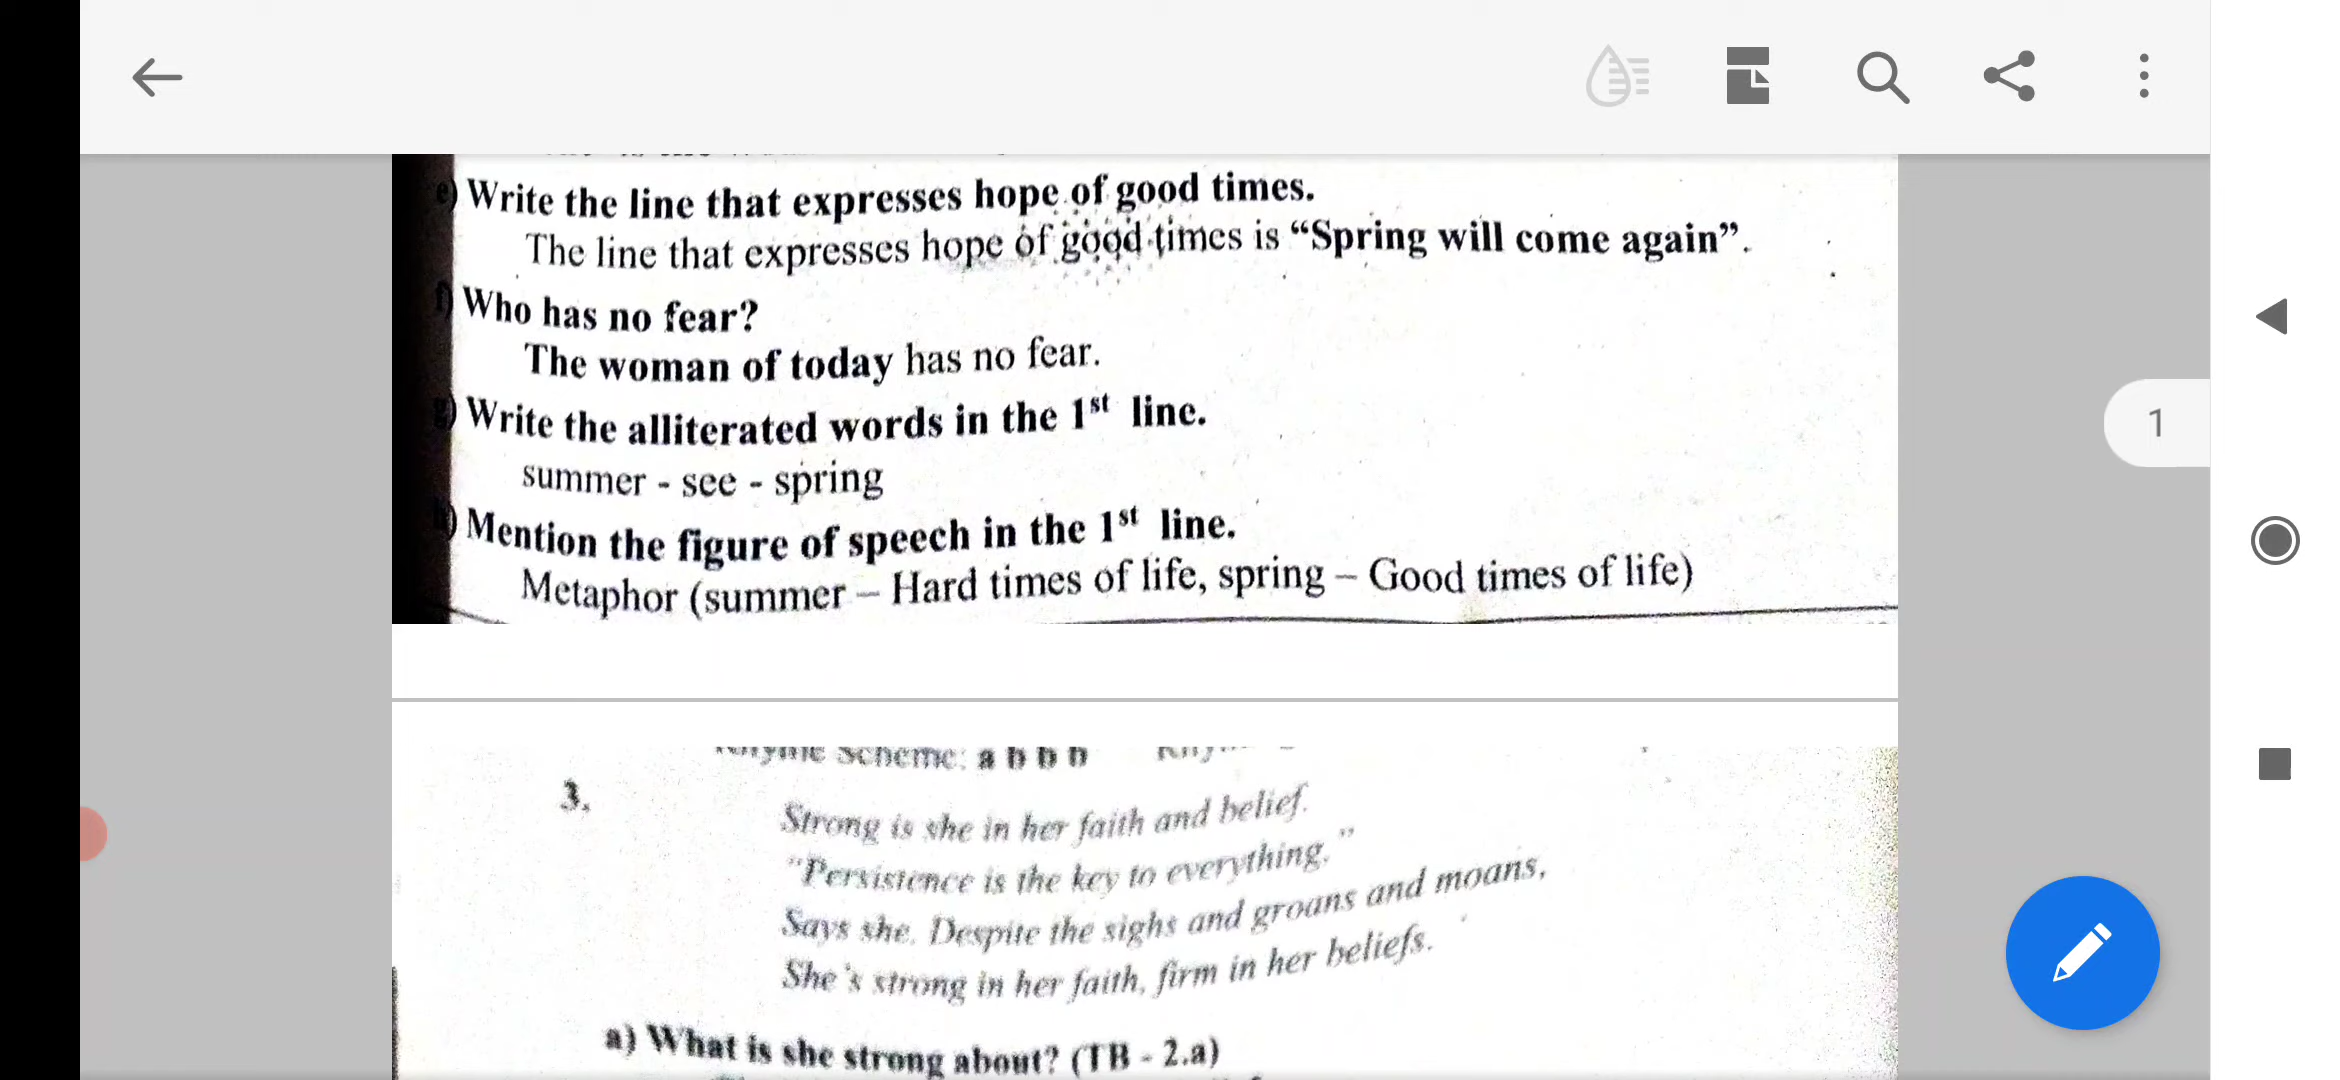 e) Write the line that expresses hope of good times.
The line that expresses hope of good times is “Spring will come again”.
f) Who has no fear?
The woman of today has no fear.
g) Write the alliterated words in the 1st line.
summer - see - spring
h) Mention the figure of speech in the 1st line.
Metaphor (summer – Hard times of life, spring – Good times of life)
1
Rhyme Scheme: a b b b
3.
Strong is she in her faith and belief.
"Persistence is the key to everything."
Says she. Despite the sighs and groans and moans,
She's strong in her faith, firm in her beliefs.
a) What is she strong about? (TB - 2.a)